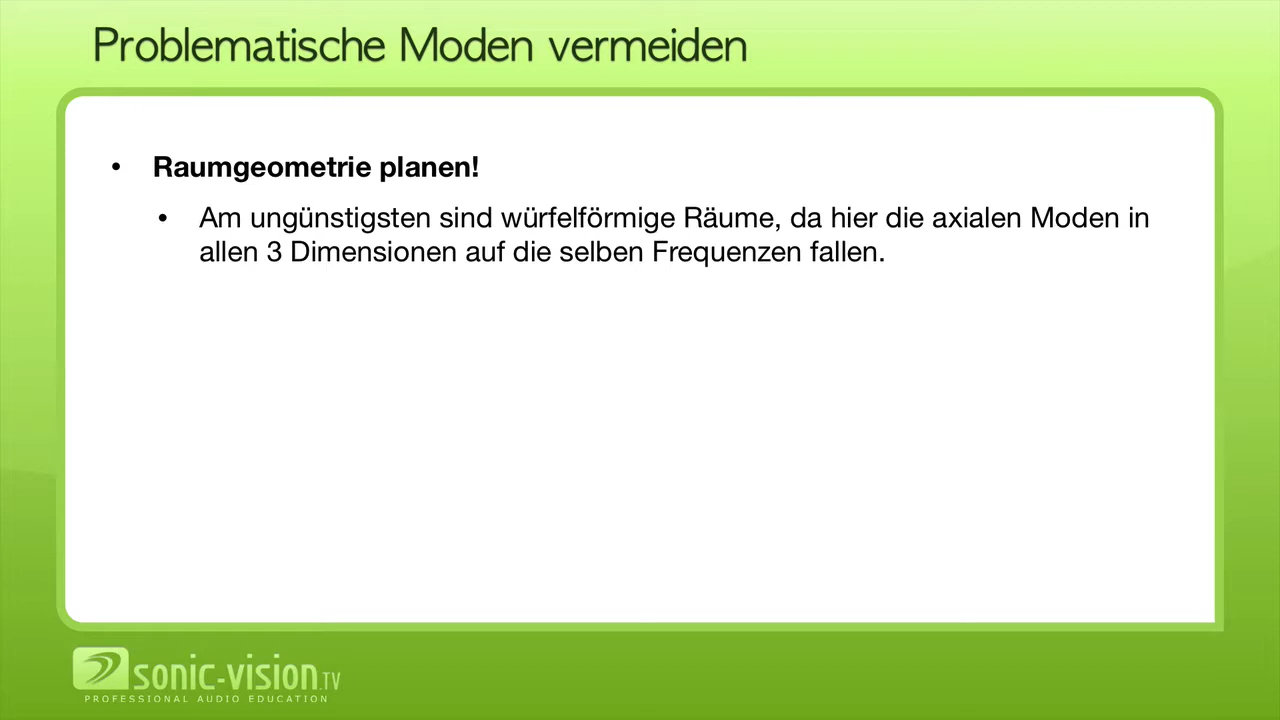 Problematische Moden vermeiden
• Raumgeometrie planen!
• Am ungünstigsten sind würfelförmige Räume, da hier die axialen Moden in
allen 3 Dimensionen auf die selben Frequenzen fallen.
sonic-vision.TV
PROFESSIONAL AUDIO EDUCATION